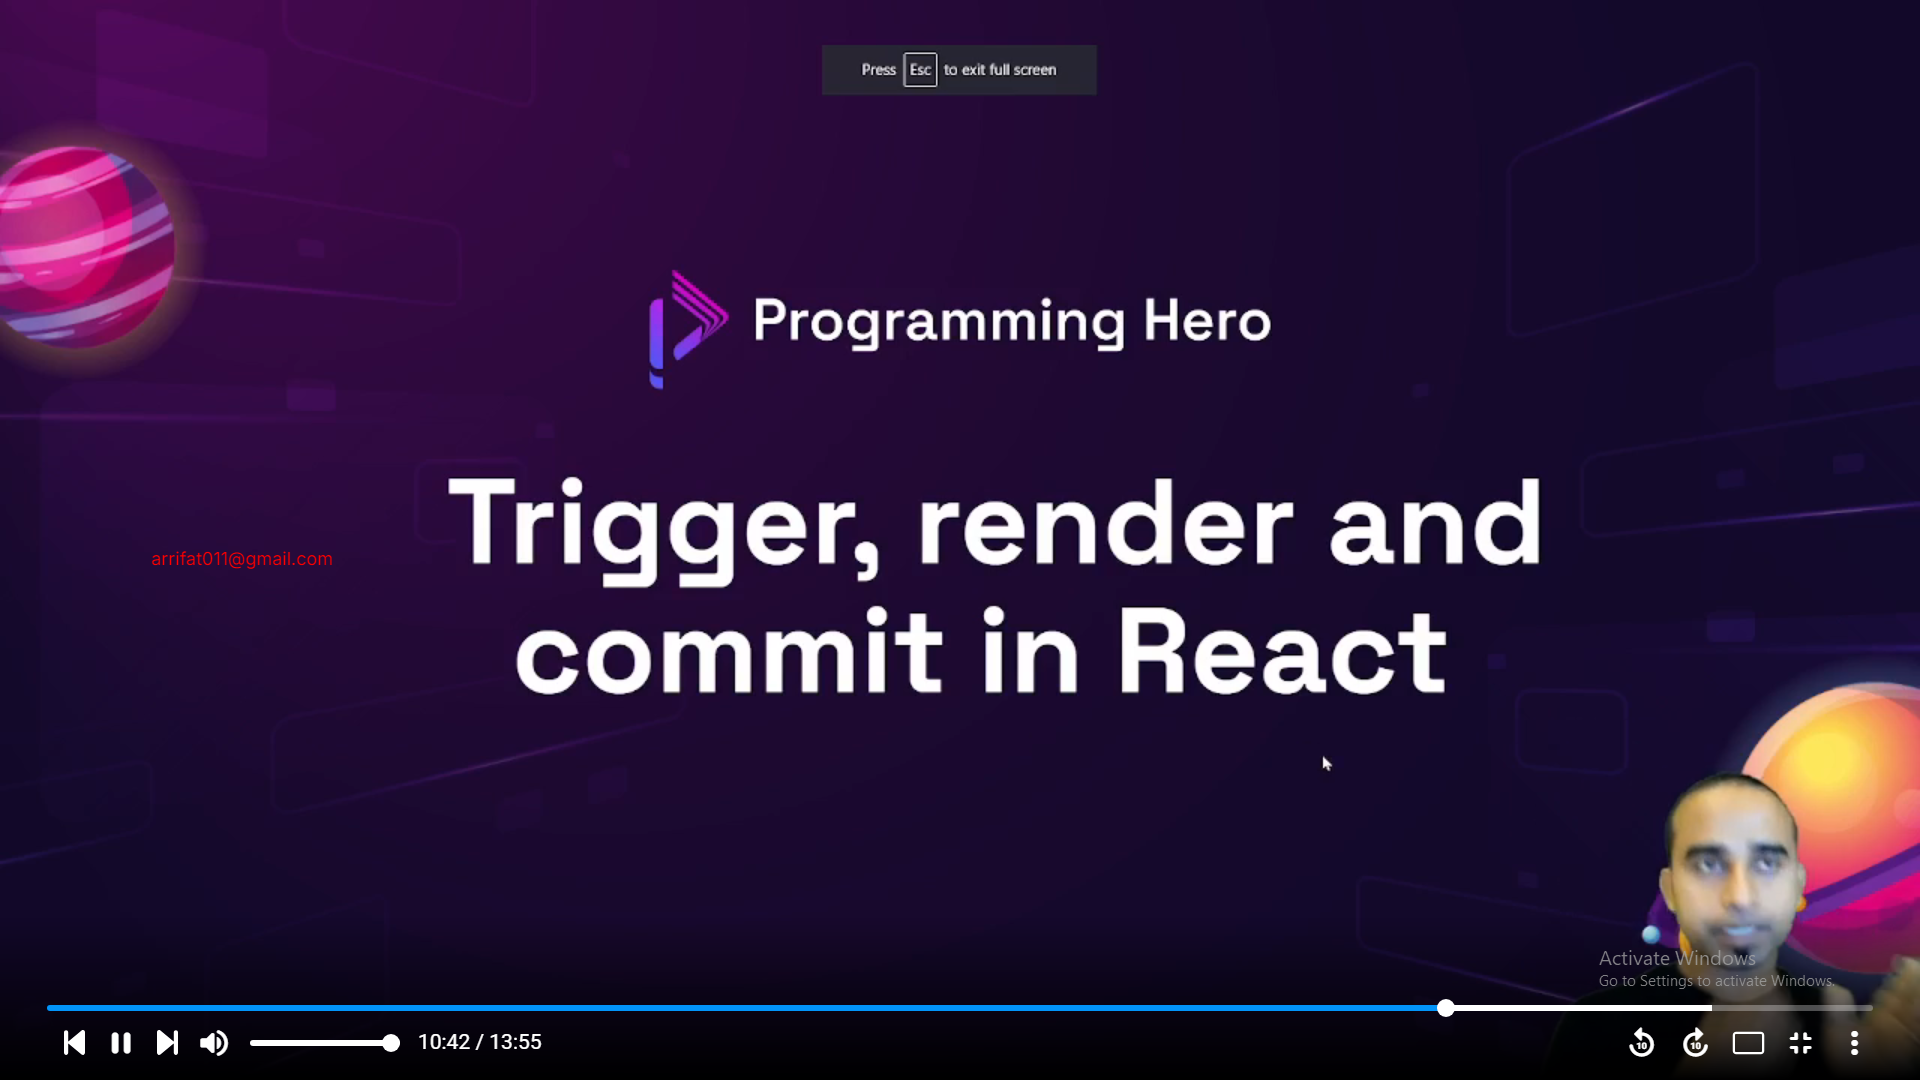 Press Esc to exit full screen
Programming Hero
Trigger, render and
commit in React
arrifat011@gmail.com
Activate Windows
Go to Settings to activate Windows.
10:42 / 13:55
10
10